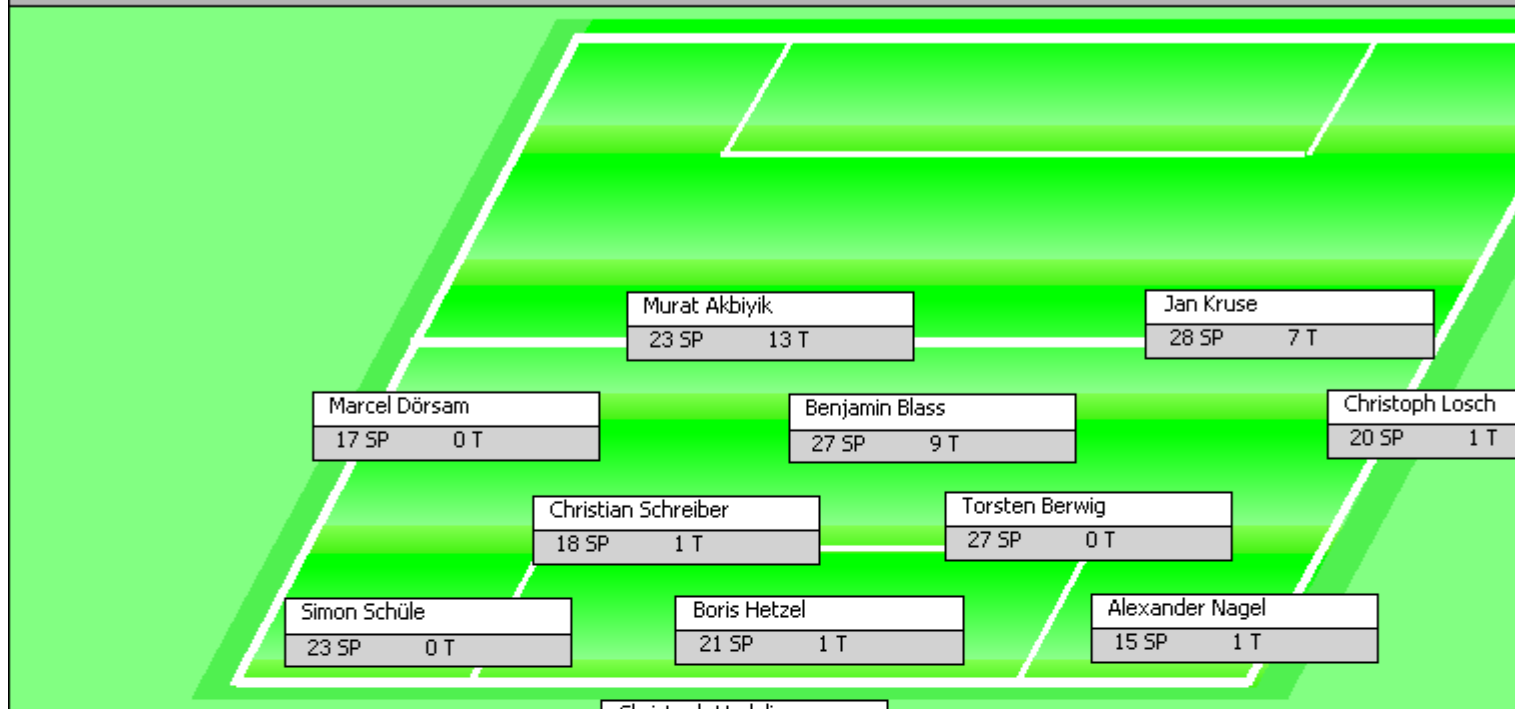 Murat Akbiyik
23 SP 13 T
Jan Kruse
28 SP 7 T
Marcel Dörsam
17 SP 0 T
Benjamin Blass
27 SP 9 T
Christoph Losch
20 SP 1 T
Christian Schreiber
18 SP 1 T
Torsten Berwig
27 SP 0 T
Simon Schüle
23 SP 0 T
Boris Hetzel
21 SP 1 T
Alexander Nagel
15 SP 1 T